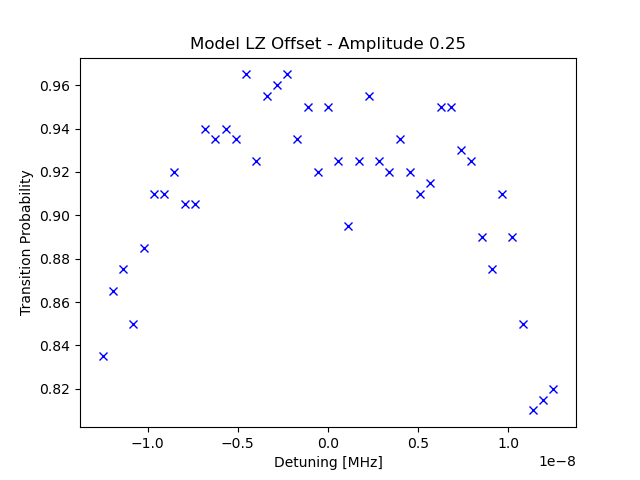 Model LZ Offset - Amplitude 0.25
Transition Probability
0.96
0.94
0.92
0.90
0.88
0.86
0.84
0.82
−1.0 −0.5 0.0 0.5 1.0
1e−8
Detuning [MHz]